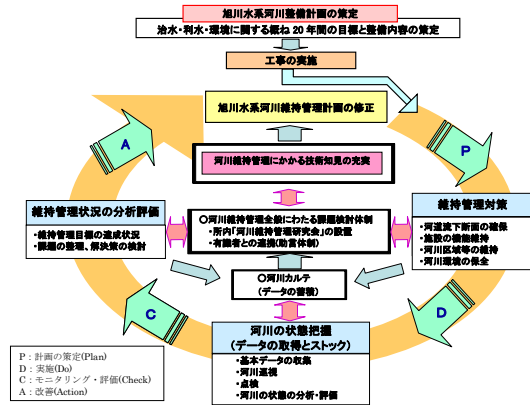 旭川水系河川整備計画の策定
治水・利水・環境に関する概ね20年間の目標と整備内容の策定
工事の実施
旭川水系河川維持管理計画の修正
A
P
河川維持管理にかかる技術知見の充実
維持管理状況の分析評価
・維持管理目標の達成状況
・課題の整理、解決策の検討
○河川維持管理全般にわたる課題検討体制
・所内「河川維持管理研究会」の設置
・有識者との連携(助言体制)
維持管理対策
・河道流下断面の確保
・施設の機能維持
・河川区域等の維持
・河川環境の保全
○河川カルテ
(データの蓄積)
C
D
河川の状態把握
(データの取得とストック)
・基本データの収集
・河川巡視
・点検
・河川の状態の分析・評価
P：計画の策定(Plan)
D：実施(Do)
C：モニタリング・評価(Check)
A：改善(Action)